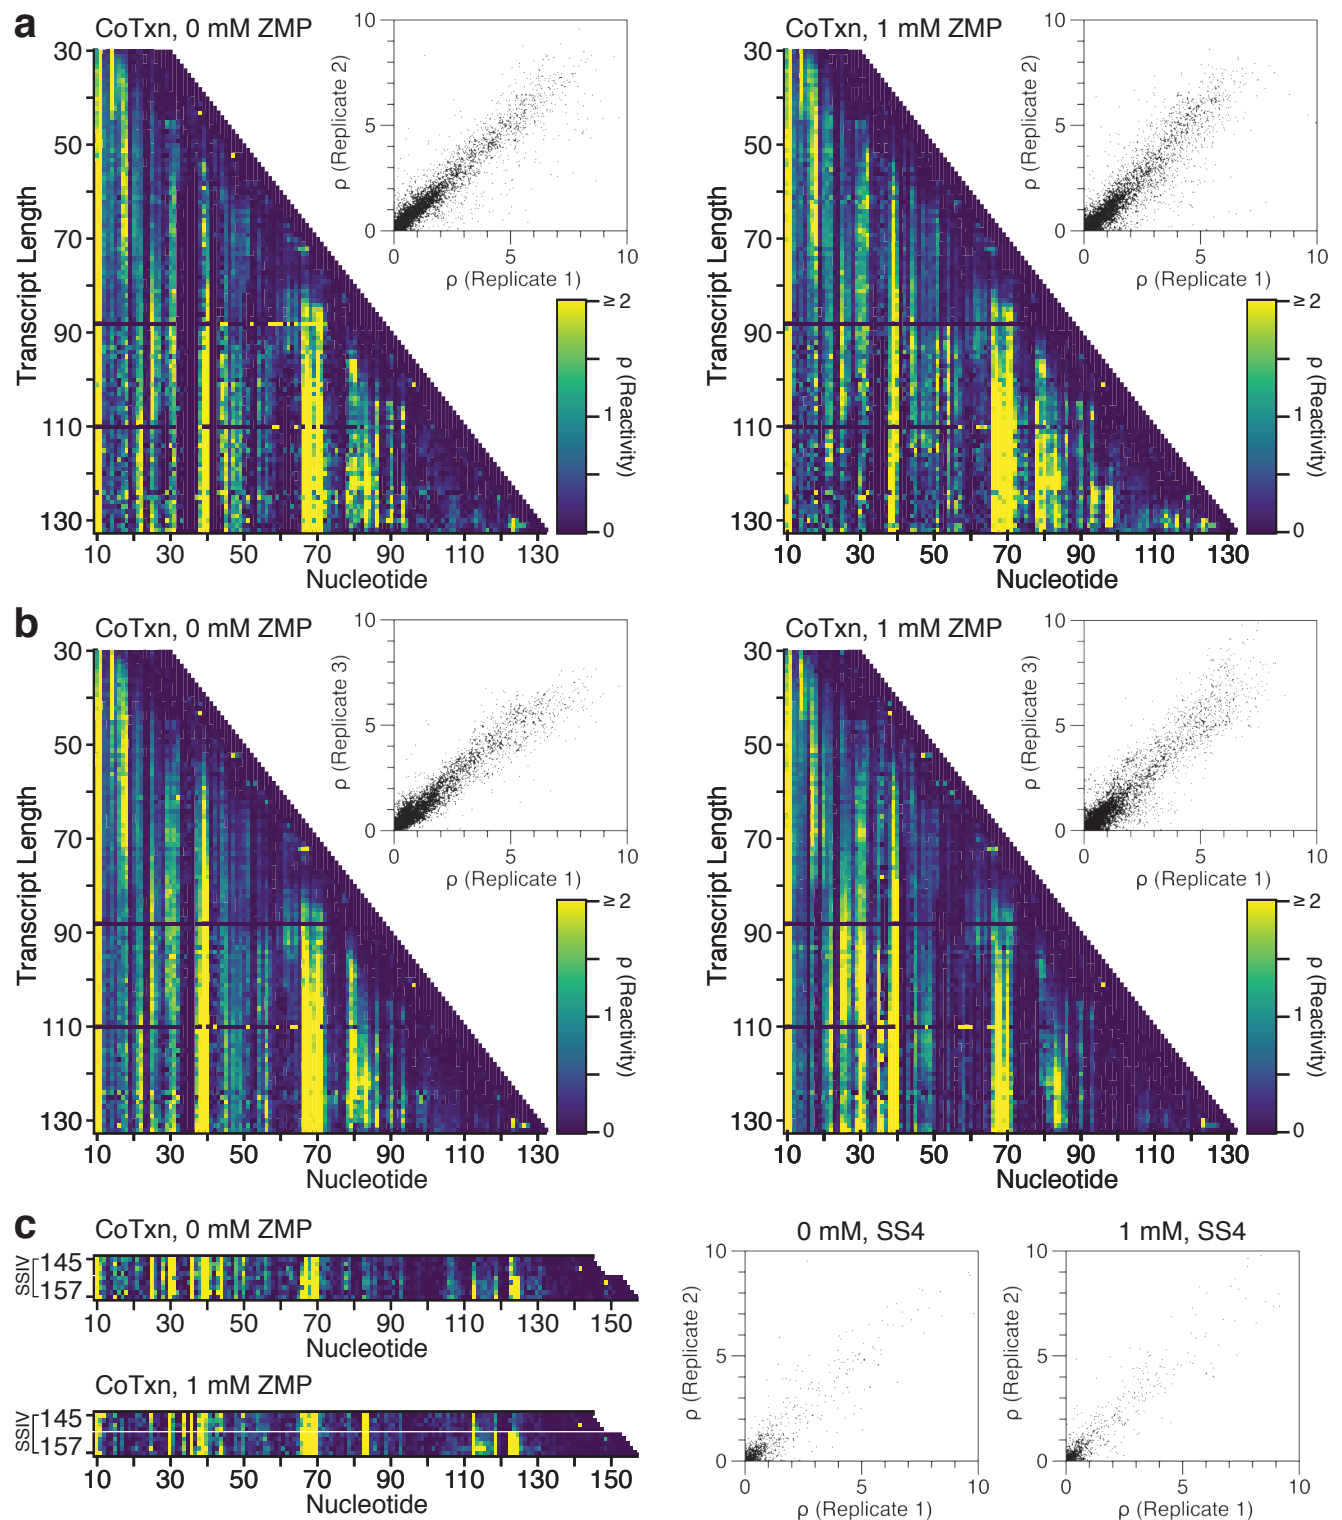 a
CoTxn, 0 mM ZMP
30
50
70
90
110
130
Transcript Length
10 30 50 70 90 110 130
Nucleotide
10
5
0
ρ (Replicate 2)
0 5 10
ρ (Replicate 1)
≥ 2
1
0
ρ (Reactivity)
CoTxn, 1 mM ZMP
30
50
70
90
110
130
Transcript Length
10 30 50 70 90 110 130
Nucleotide
10
5
0
ρ (Replicate 2)
0 5 10
ρ (Replicate 1)
≥ 2
1
0
ρ (Reactivity)
b
CoTxn, 0 mM ZMP
30
50
70
90
110
130
Transcript Length
10 30 50 70 90 110 130
Nucleotide
10
5
0
ρ (Replicate 3)
0 5 10
ρ (Replicate 1)
≥ 2
1
0
ρ (Reactivity)
CoTxn, 1 mM ZMP
30
50
70
90
110
130
Transcript Length
10 30 50 70 90 110 130
Nucleotide
10
5
0
ρ (Replicate 3)
0 5 10
ρ (Replicate 1)
≥ 2
1
0
ρ (Reactivity)
c
CoTxn, 0 mM ZMP
SSIV
145
157
10 30 50 70 90 110 130 150
Nucleotide
CoTxn, 1 mM ZMP
SSIV
145
157
10 30 50 70 90 110 130 150
Nucleotide
0 mM, SS4
10
5
0
ρ (Replicate 2)
0 5 10
ρ (Replicate 1)
1 mM, SS4
10
5
0
ρ (Replicate 2)
0 5 10
ρ (Replicate 1)